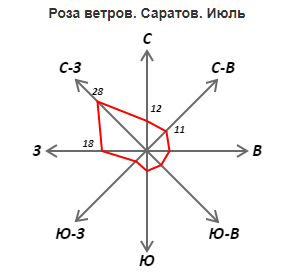 Роза ветров. Саратов. Июль
С
С-З
С-В
28
12
11
З
18
В
Ю-З
Ю-В
Ю